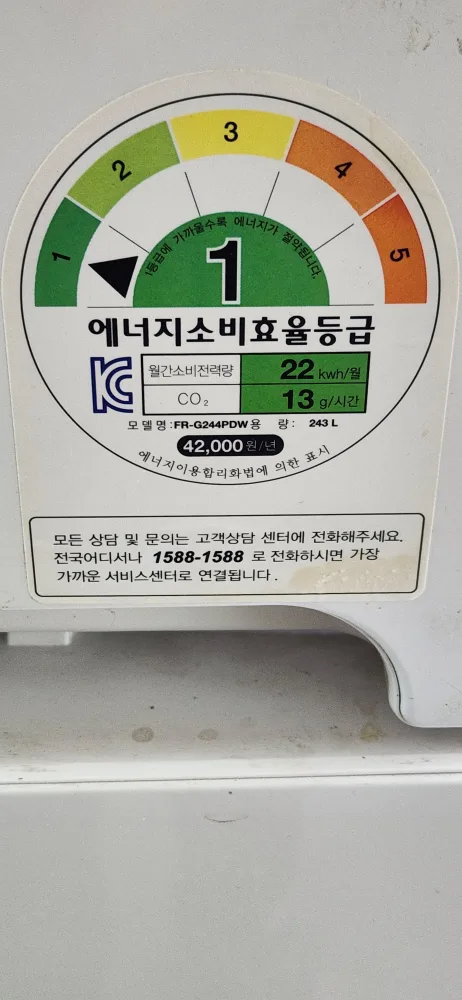 1
2
3
4
5
1등급에 가까울수록 에너지가 절약됩니다.
1
에너지소비효율등급
월간소비전력량 22 kwh/월
CO₂ 13 g/시간
모 델 명 : FR-G244PDW 용 량: 243 L
42,000원/년
에너지이용합리화법에 의한 표시
모든 상담 및 문의는 고객상담 센터에 전화해주세요.
전국어디서나 1588-1588 로 전화하시면 가장
가까운 서비스센터로 연결됩니다.